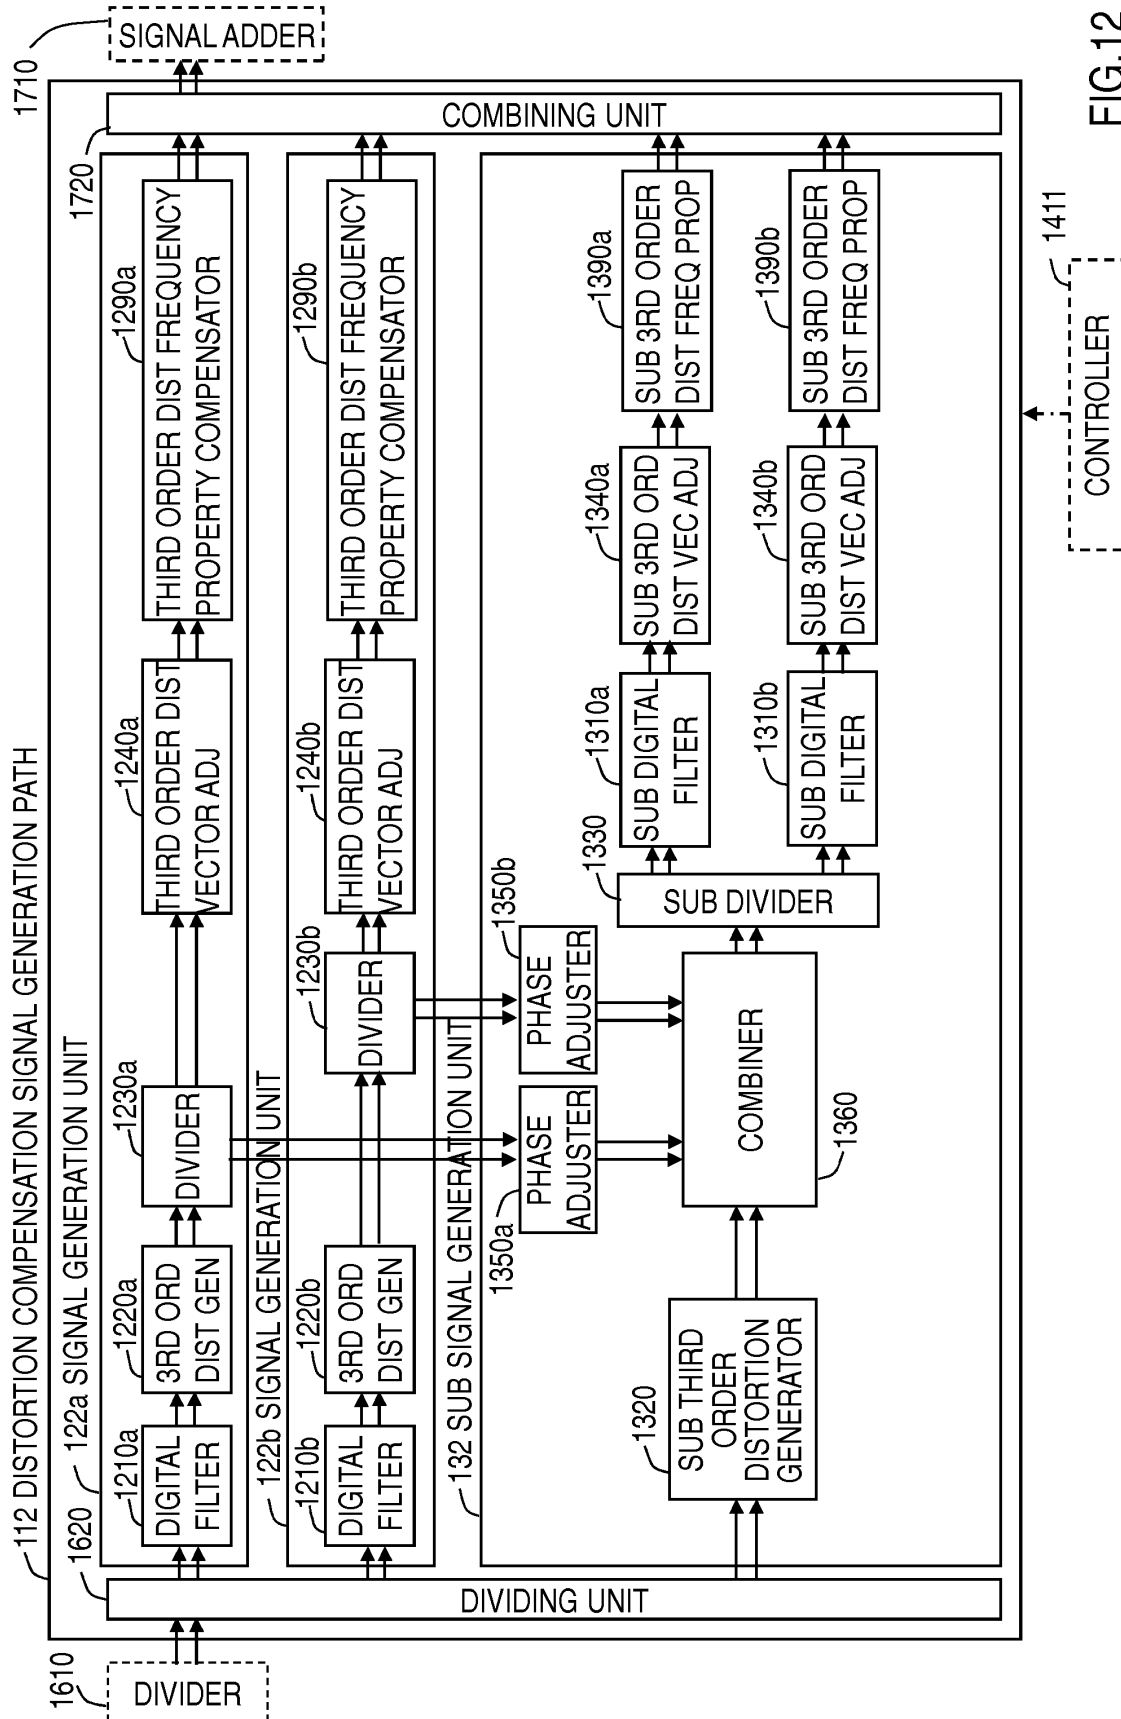 1610
DIVIDER
112 DISTORTION COMPENSATION SIGNAL GENERATION PATH
1620
DIVIDING UNIT
122a SIGNAL GENERATION UNIT
1210a
DIGITAL
FILTER
1220a
3RD ORD
DIST GEN
1230a
DIVIDER
1240a
THIRD ORDER DIST
VECTOR ADJ
1290a
THIRD ORDER DIST FREQUENCY
PROPERTY COMPENSATOR
122b SIGNAL GENERATION UNIT
1210b
DIGITAL
FILTER
1220b
3RD ORD
DIST GEN
1230b
DIVIDER
1240b
THIRD ORDER DIST
VECTOR ADJ
1290b
THIRD ORDER DIST FREQUENCY
PROPERTY COMPENSATOR
132 SUB SIGNAL GENERATION UNIT
1320
SUB THIRD
ORDER
DISTORTION
GENERATOR
1350a
PHASE
ADJUSTER
1350b
PHASE
ADJUSTER
COMBINER
1360
1330
SUB DIVIDER
1310a
SUB DIGITAL
FILTER
1340a
SUB 3RD ORD
DIST VEC ADJ
1390a
SUB 3RD ORDER
DIST FREQ PROP
1310b
SUB DIGITAL
FILTER
1340b
SUB 3RD ORD
DIST VEC ADJ
1390b
SUB 3RD ORDER
DIST FREQ PROP
1720
COMBINING UNIT
1710
SIGNAL ADDER
1411
CONTROLLER
FIG.12